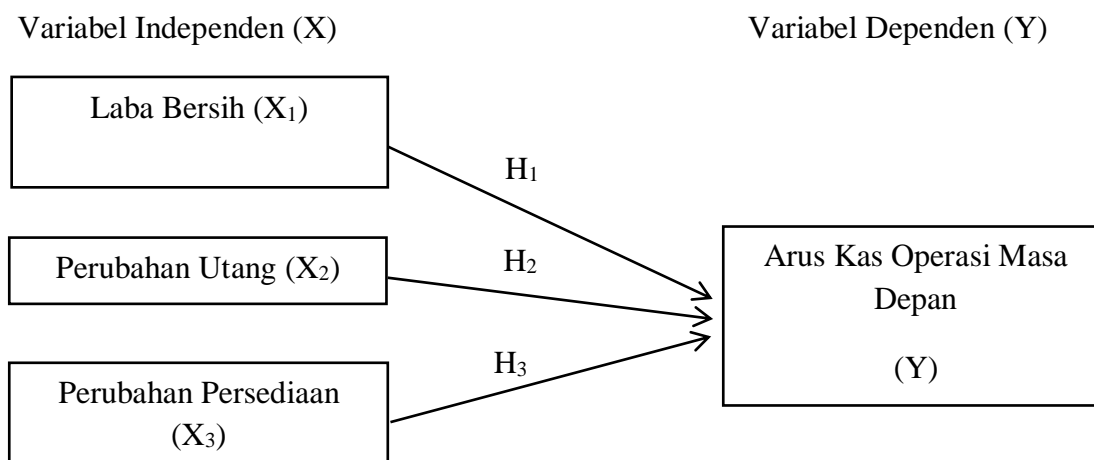 Variabel Independen (X)
Variabel Dependen (Y)
Laba Bersih (X₁)
H₁
Perubahan Utang (X₂)
H₂
Arus Kas Operasi Masa
Depan
(Y)
H₃
Perubahan Persediaan
(X₃)